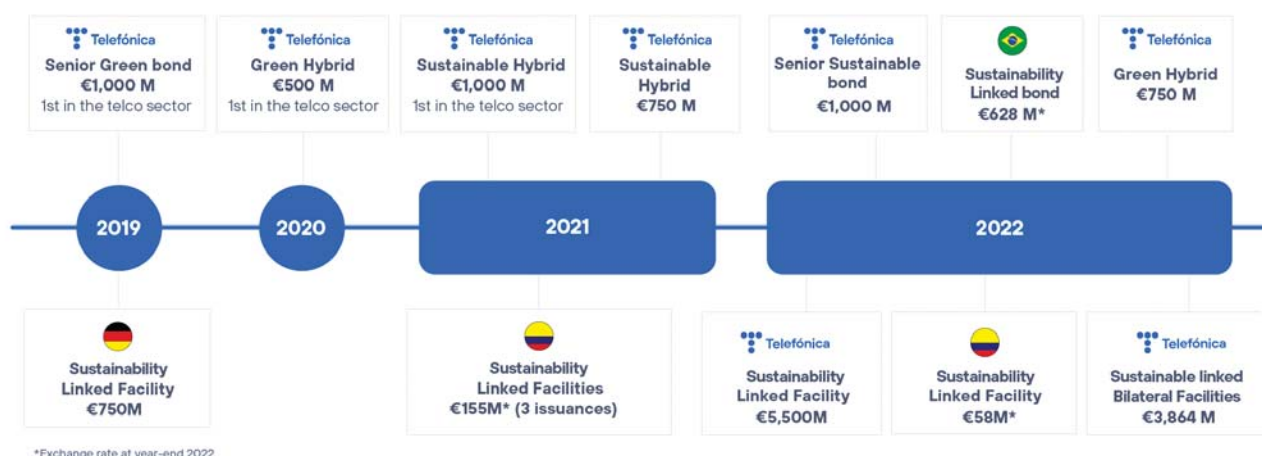 Telefónica
Senior Green bond
€1,000 M
1st in the telco sector
Telefónica
Green Hybrid
€500 M
1st in the telco sector
Telefónica
Sustainable Hybrid
€1,000 M
1st in the telco sector
Telefónica
Sustainable
Hybrid
€750 M
Telefónica
Senior Sustainable
bond
€1,000 M
Sustainability
Linked bond
€628 M*
Telefónica
Green Hybrid
€750 M
2019
2020
2021
2022
Sustainability
Linked Facility
€750M
Sustainability
Linked Facilities
€155M* (3 issuances)
Telefónica
Sustainability
Linked Facility
€5,500M
Sustainability
Linked Facility
€58M*
Telefónica
Sustainable linked
Bilateral Facilities
€3,864 M
*Exchange rate at year-end 2022